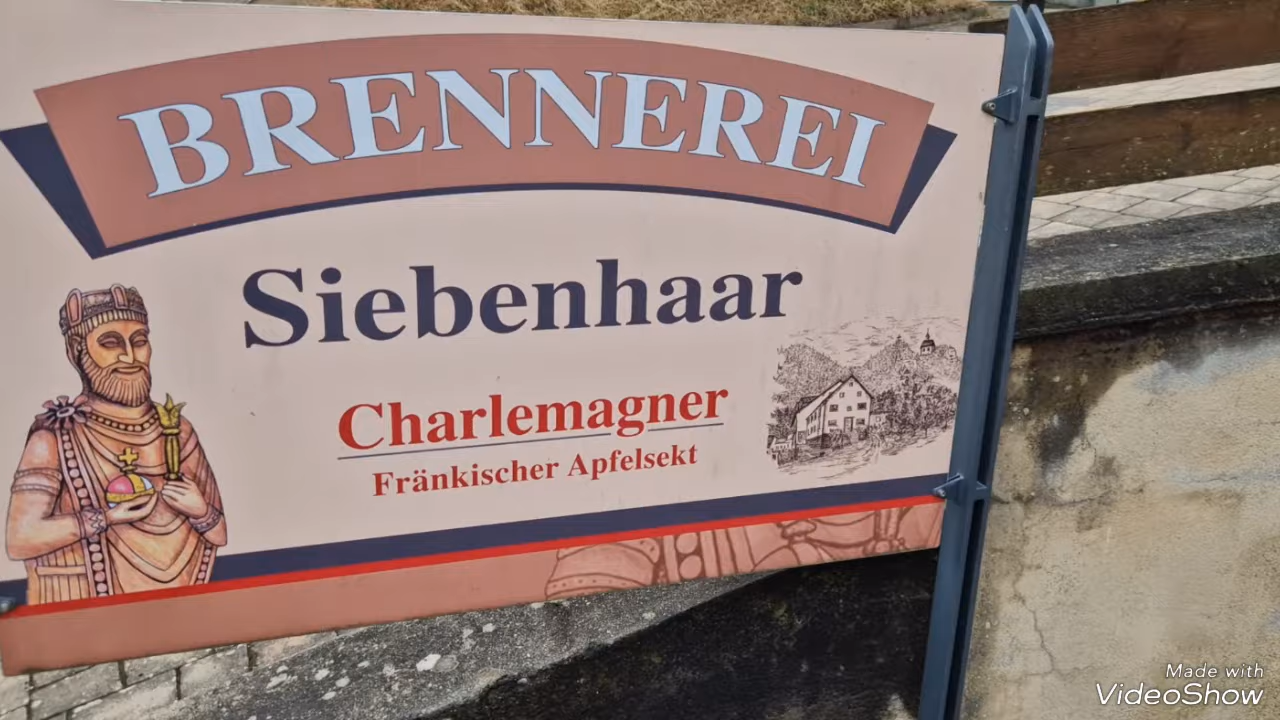 BRENNEREI
Siebenhaar
Charlemagner
Fränkischer Apfelsekt
Made with
VideoShow